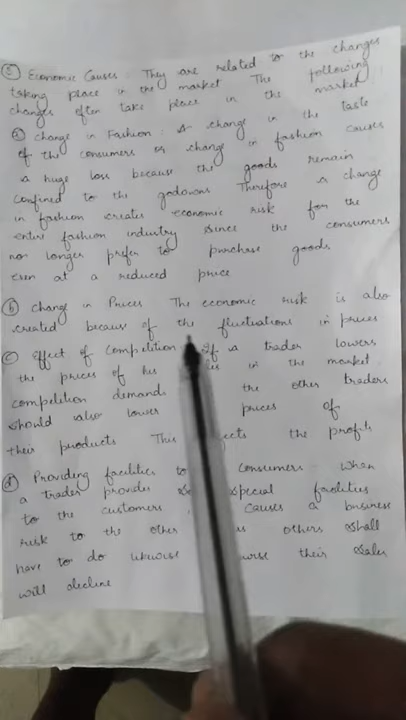 ⑤ Economic Causes: They are related to the changes
taking place in the market The following
changes often take place in the market
ⓐ Change in Fashion: A change in the taste
of the consumers or change in fashion causes
a huge loss because the goods remain
confined to the godowns Therefore a change
in fashion creates economic risk for the
entire fashion industry since the consumers
no longer prefer to purchase goods
even at a reduced price
ⓑ Change in Prices The economic risk is also
created because of the fluctuations in prices
ⓒ Effect of Competition If a trader lowers
the prices of his in the market
competition demands the other traders
should also lower prices of
their products This the profits
ⓓ Providing facilities to consumers When
a trader provides special facilities
to the customers causes a business
risk to the other others shall
have to do likewise their sales
will decline